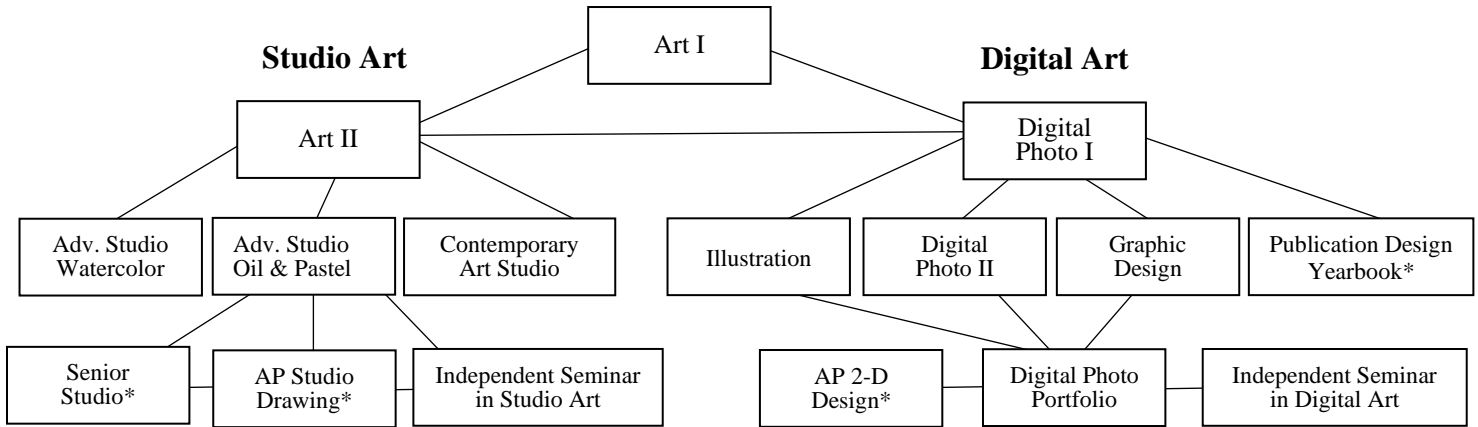 Art I
Studio Art
Digital Art
Art II
Digital
Photo I
Adv. Studio
Watercolor
Adv. Studio
Oil & Pastel
Contemporary
Art Studio
Illustration
Digital
Photo II
Graphic
Design
Publication Design
Yearbook*
Senior
Studio*
AP Studio
Drawing*
Independent Seminar
in Studio Art
AP 2-D
Design*
Digital Photo
Portfolio
Independent Seminar
in Digital Art